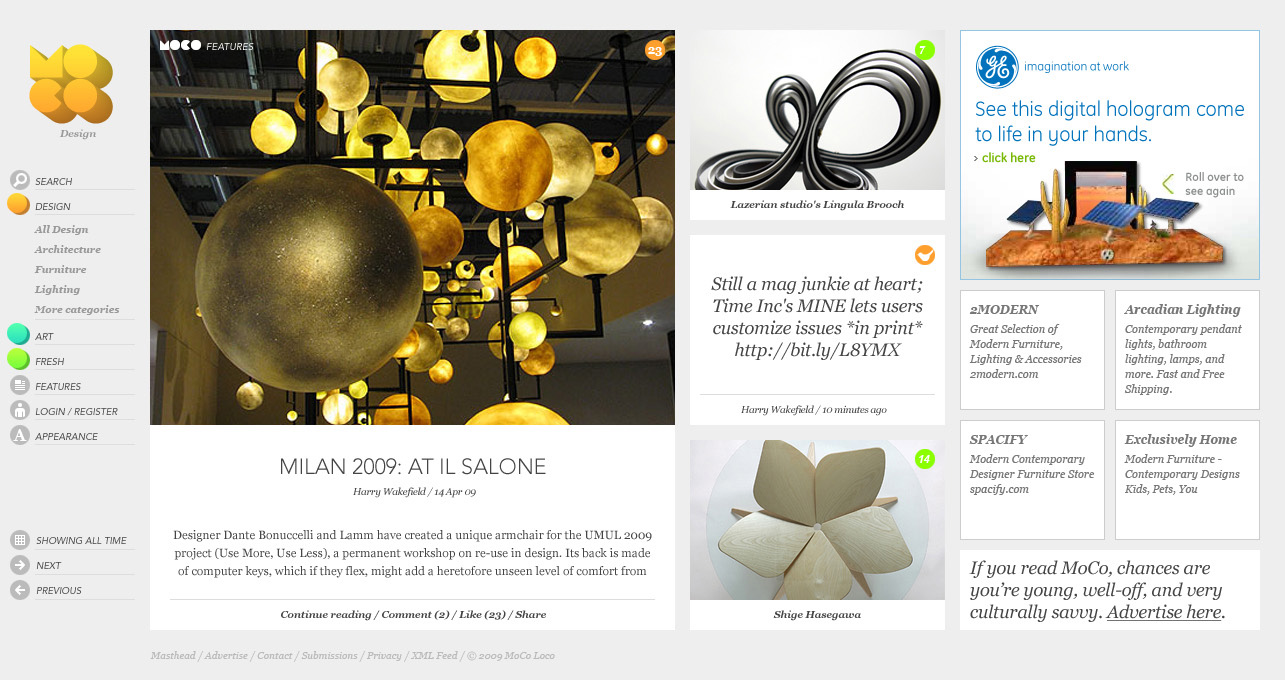 MOCO
Design
SEARCH
DESIGN
All Design
Architecture
Furniture
Lighting
More categories
ART
FRESH
FEATURES
LOGIN / REGISTER
A APPEARANCE
SHOWING ALL TIME
NEXT
PREVIOUS
MOCO FEATURES
23
MILAN 2009: AT IL SALONE
Harry Wakefield / 14 Apr 09
Designer Dante Bonuccelli and Lamm have created a unique armchair for the UMUL 2009
project (Use More, Use Less), a permanent workshop on re-use in design. Its back is made
of computer keys, which if they flex, might add a heretofore unseen level of comfort from
Continue reading / Comment (2) / Like (23) / Share
7
Lazerian studio's Lingula Brooch
Still a mag junkie at heart;
Time Inc's MINE lets users
customize issues *in print*
http://bit.ly/L8YMX
Harry Wakefield / 10 minutes ago
14
Shige Hasegawa
GE imagination at work
See this digital hologram come
to life in your hands.
› click here
Roll over to
see again
2MODERN
Great Selection of
Modern Furniture,
Lighting & Accessories
2modern.com
Arcadian Lighting
Contemporary pendant
lights, bathroom
lighting, lamps, and
more. Fast and Free
Shipping.
SPACIFY
Modern Contemporary
Designer Furniture Store
spacify.com
Exclusively Home
Modern Furniture -
Contemporary Designs
Kids, Pets, You
If you read MoCo, chances are
you're young, well-off, and very
culturally savvy. Advertise here.
Masthead / Advertise / Contact / Submissions / Privacy / XML Feed / © 2009 MoCo Loco